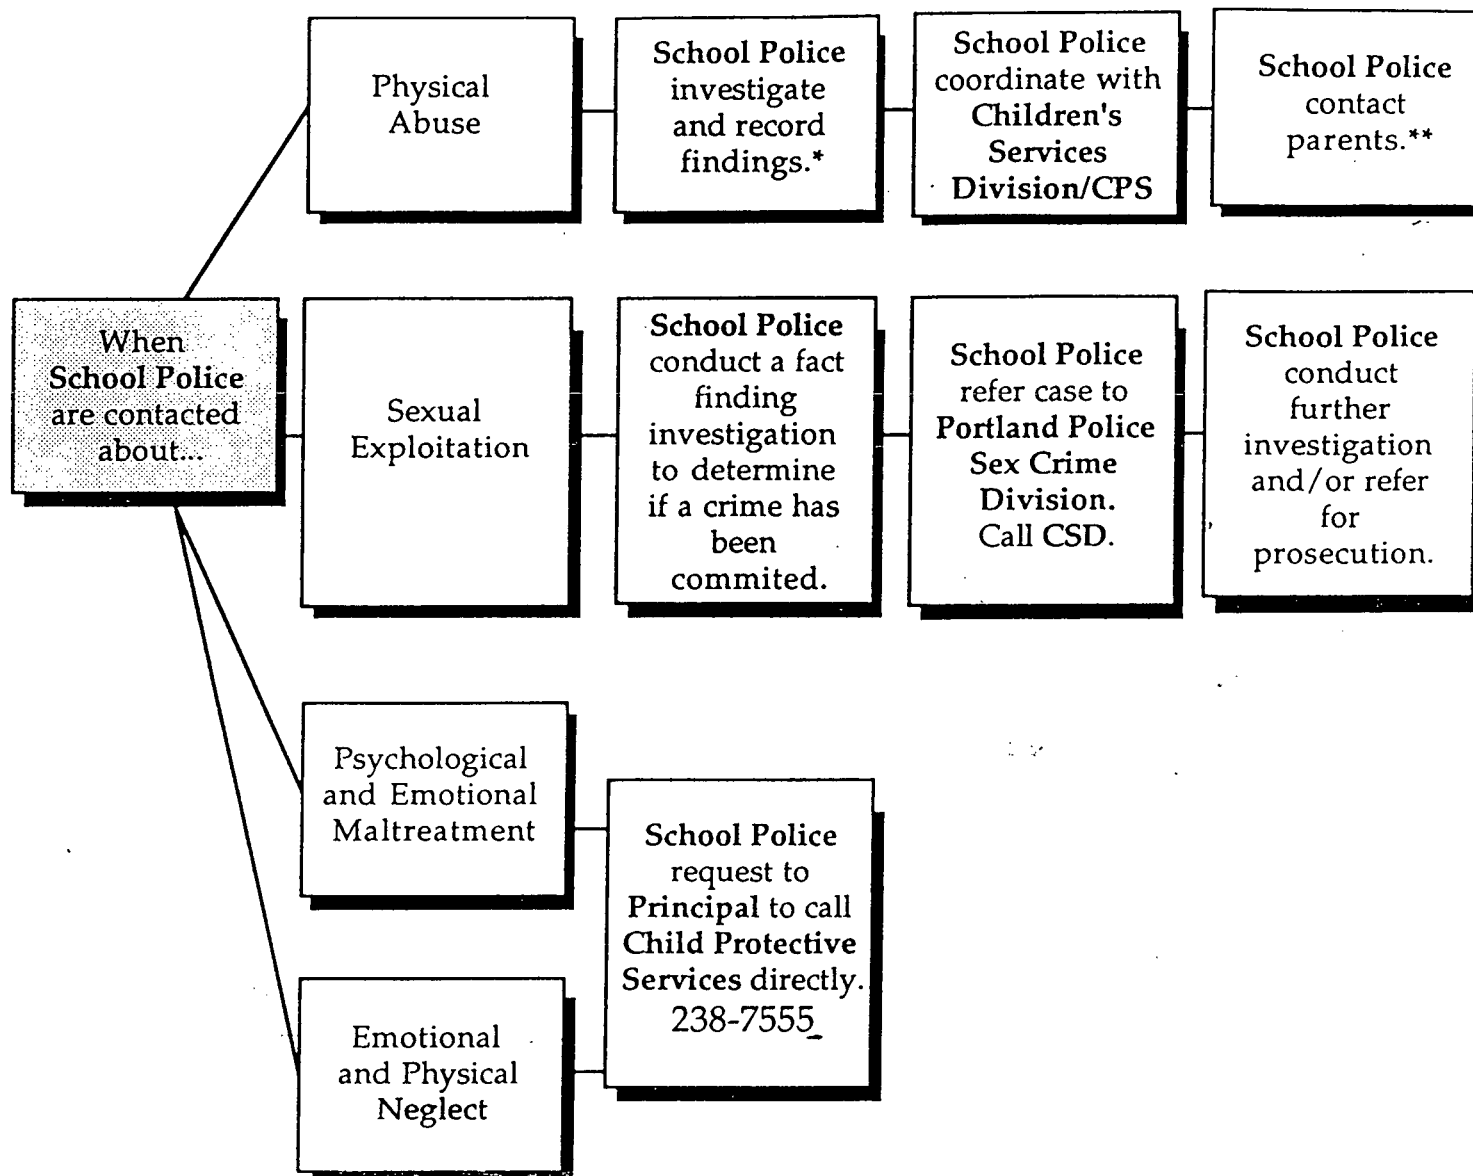 When
School Police
are contacted
about...
Physical
Abuse
School Police
investigate
and record
findings.*
School Police
coordinate with
Children's
Services
Division/CPS
School Police
contact
parents.**
Sexual
Exploitation
School Police
conduct a fact
finding
investigation
to determine
if a crime has
been
commited.
School Police
refer case to
Portland Police
Sex Crime
Division.
Call CSD.
School Police
conduct
further
investigation
and/or refer
for
prosecution.
Psychological
and Emotional
Maltreatment
Emotional
and Physical
Neglect
School Police
request to
Principal to call
Child Protective
Services directly.
238-7555